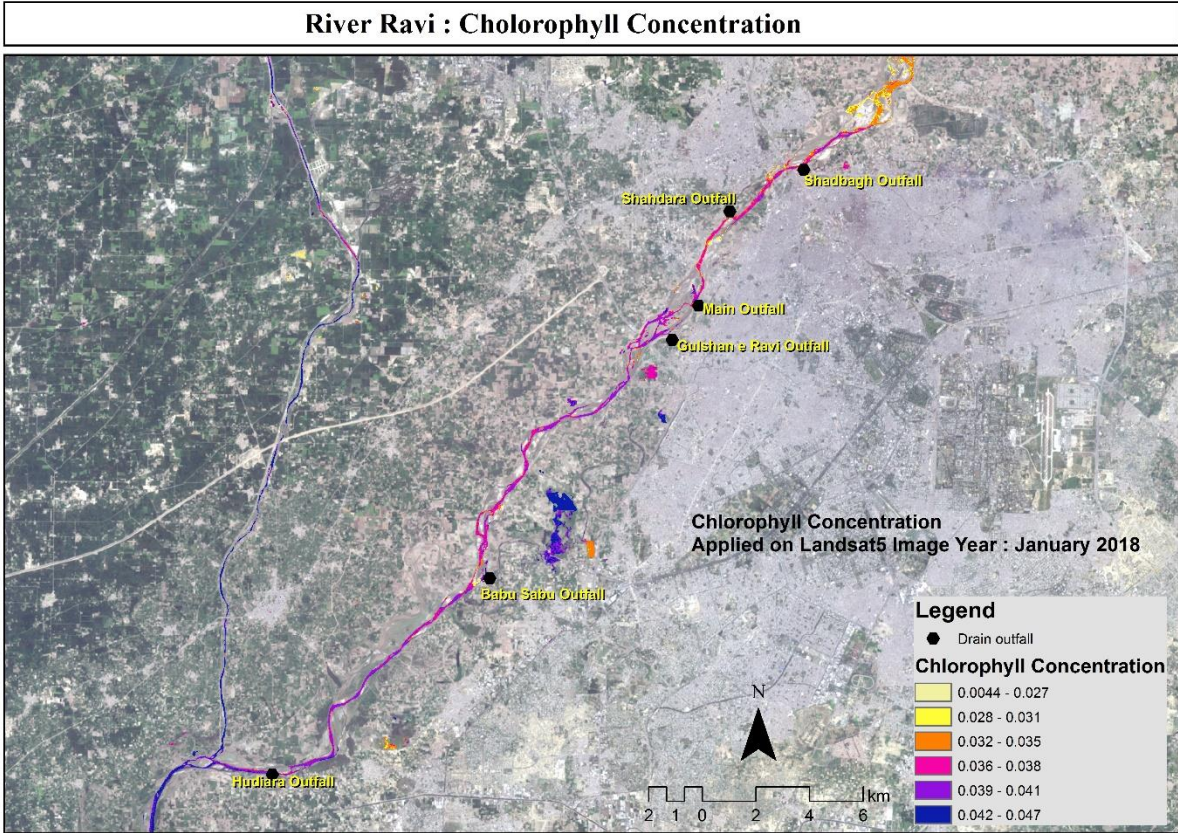 River Ravi : Cholorophyll Concentration
Shadbagh Outfall
Shahdara Outfall
Main Outfall
Gulshan e Ravi Outfall
Chlorophyll Concentration
Applied on Landsat5 Image Year : January 2018
Babu Sabu Outfall
Hudiara Outfall
Legend
Drain outfall
Chlorophyll Concentration
0.0044 - 0.027
0.028 - 0.031
0.032 - 0.035
0.036 - 0.038
0.039 - 0.041
0.042 - 0.047
N
km
2 1 0 2 4 6